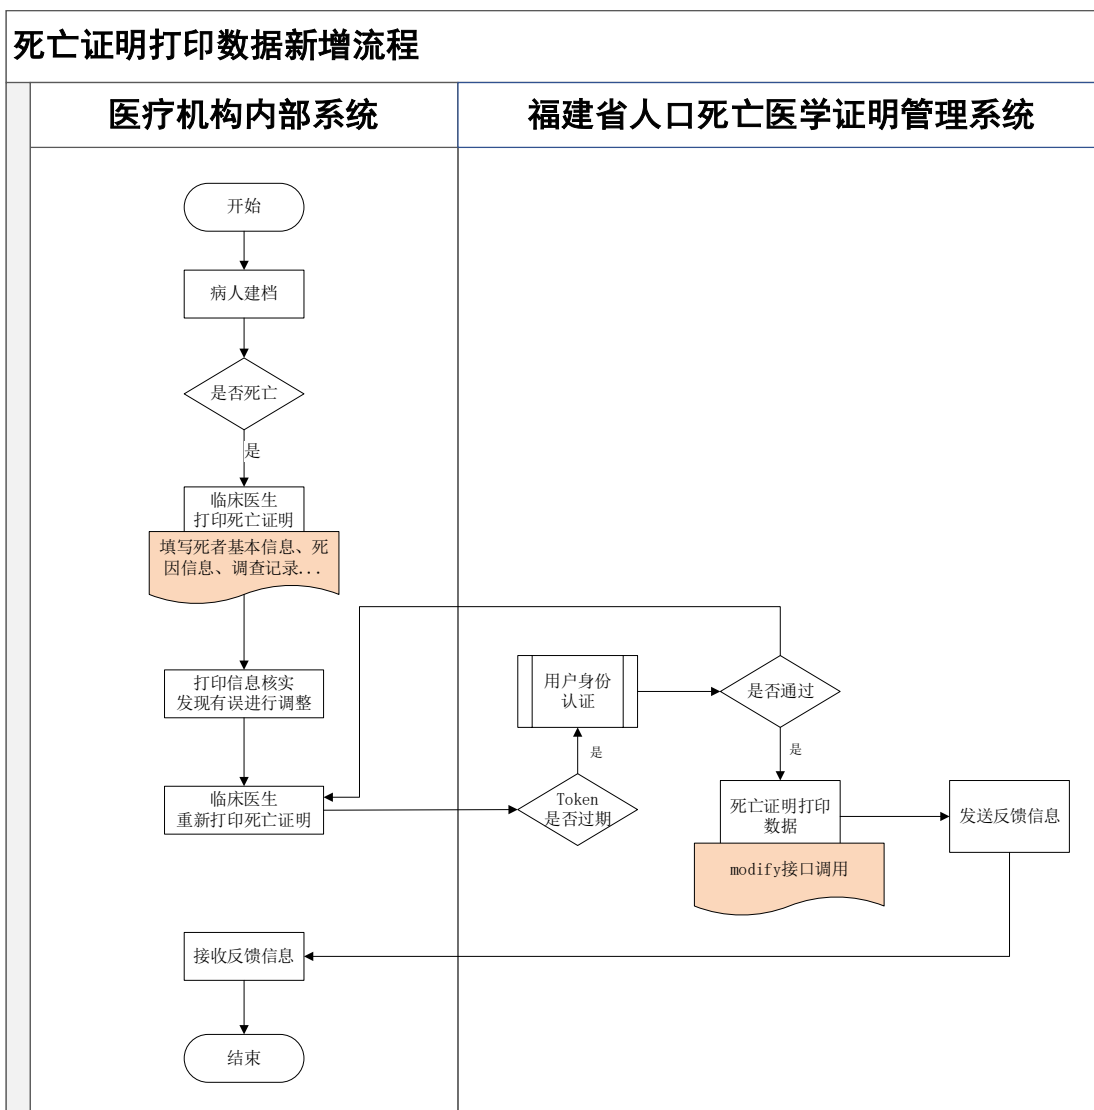 死亡证明打印数据新增流程
医疗机构内部系统
福建省人口死亡医学证明管理系统
开始
病人建档
是否死亡
是
临床医生
打印死亡证明
填写死者基本信息、死
因信息、调查记录...
打印信息核实
发现有误进行调整
临床医生
重新打印死亡证明
Token
是否过期
是
用户身份
认证
是否通过
是
死亡证明打印
数据
modify接口调用
发送反馈信息
接收反馈信息
结束